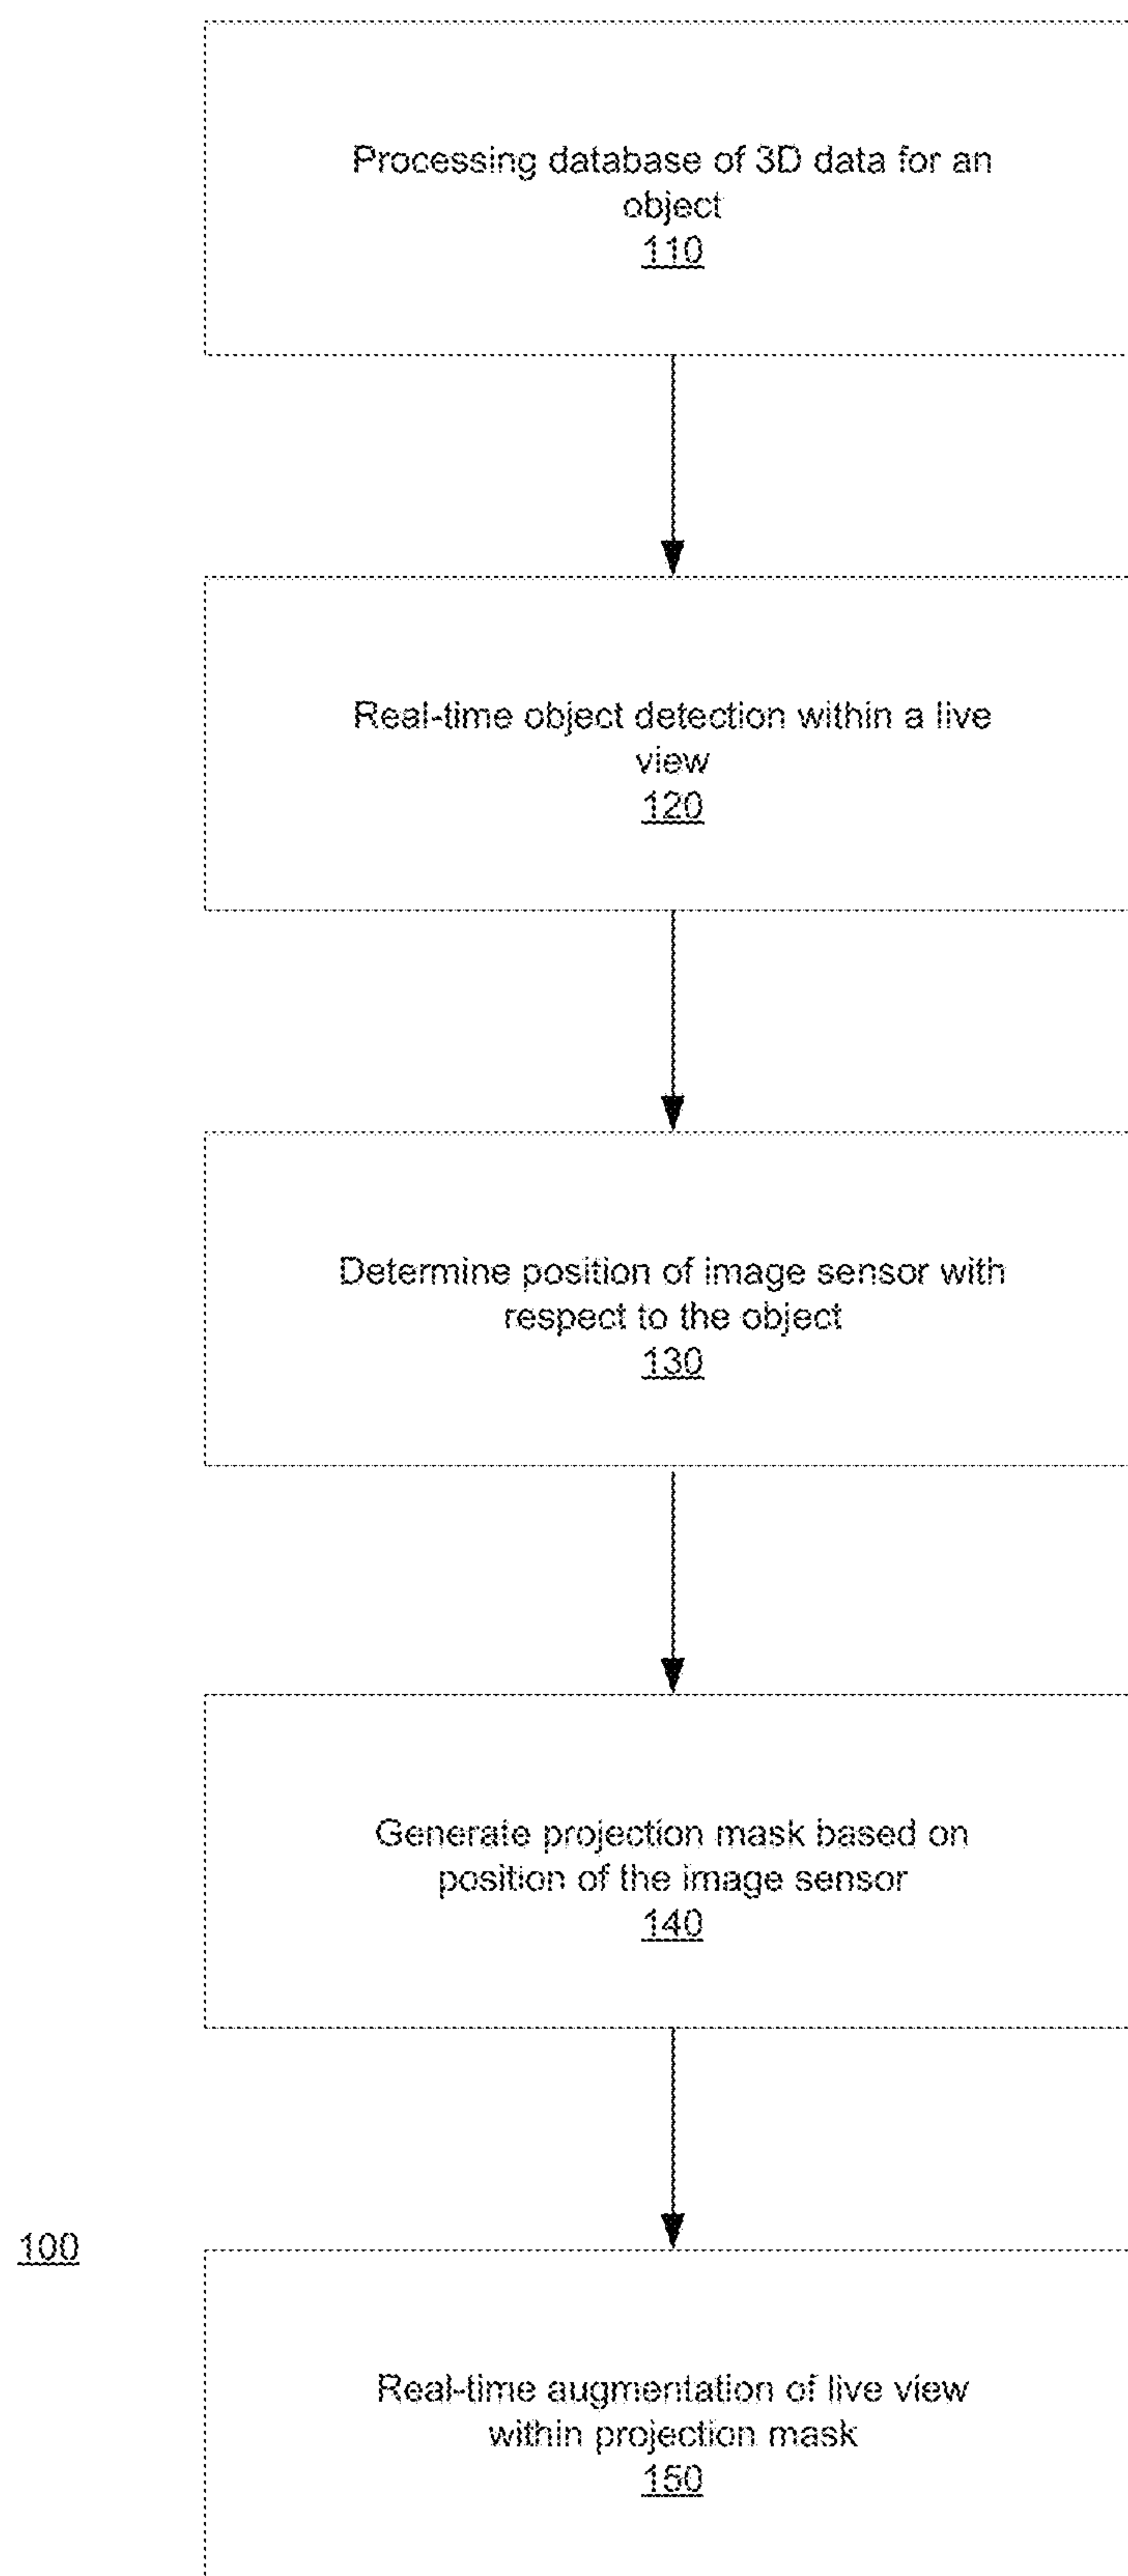 Processing database of 3D data for an
object
110
Real-time object detection within a live
view
120
Determine position of image sensor with
respect to the object
130
Generate projection mask based on
position of the image sensor
140
100
Real-time augmentation of live view
within projection mask
150